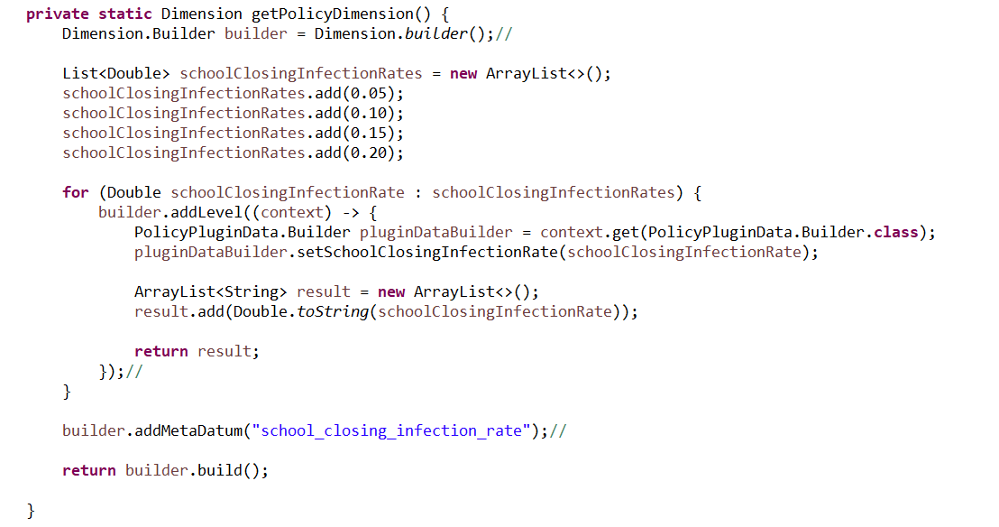 private static Dimension getPolicyDimension() {
    Dimension.Builder builder = Dimension.builder();//

    List<Double> schoolClosingInfectionRates = new ArrayList<>();
    schoolClosingInfectionRates.add(0.05);
    schoolClosingInfectionRates.add(0.10);
    schoolClosingInfectionRates.add(0.15);
    schoolClosingInfectionRates.add(0.20);

    for (Double schoolClosingInfectionRate : schoolClosingInfectionRates) {
        builder.addLevel((context) -> {
            PolicyPluginData.Builder pluginDataBuilder = context.get(PolicyPluginData.Builder.class);
            pluginDataBuilder.setSchoolClosingInfectionRate(schoolClosingInfectionRate);

            ArrayList<String> result = new ArrayList<>();
            result.add(Double.toString(schoolClosingInfectionRate));

            return result;
        });//
    }

    builder.addMetaDatum("school_closing_infection_rate");//

    return builder.build();

}